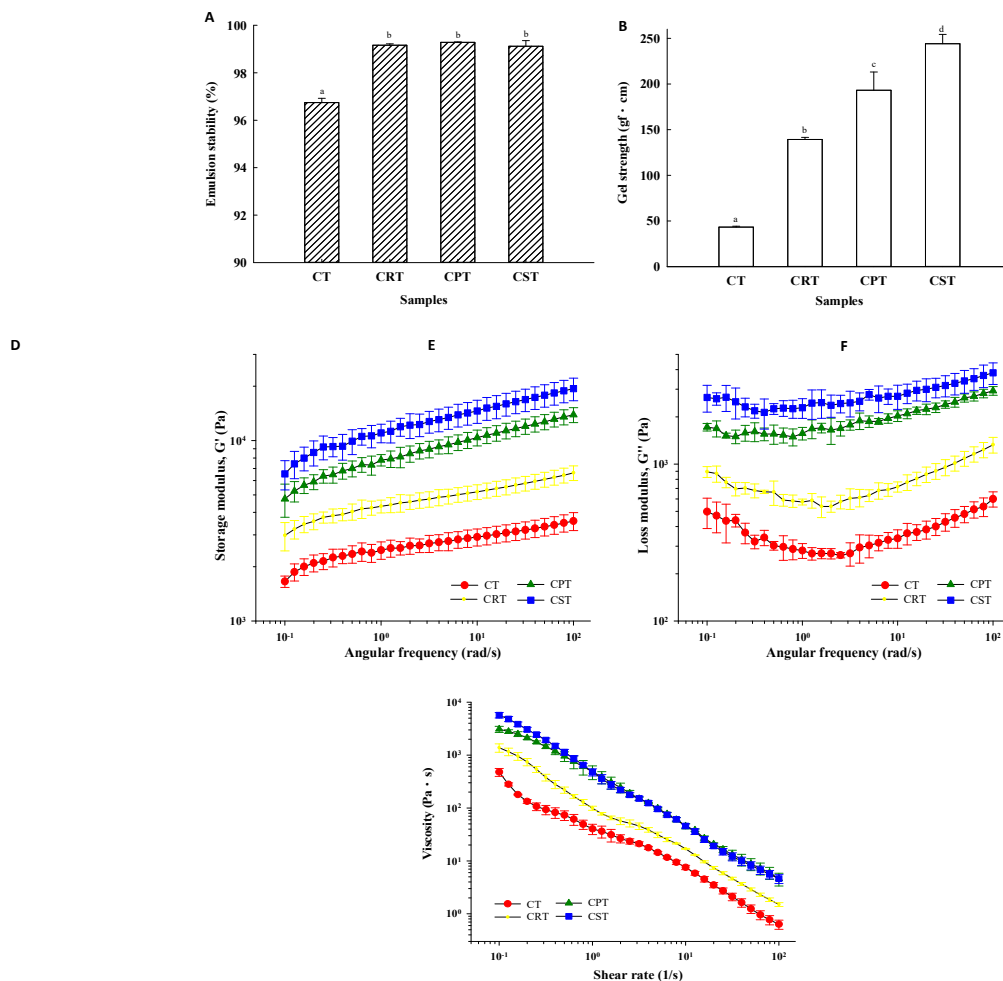 A
Emulsion stability (%)
100
98
96
94
92
90
a
b
b
b
CT CRT CPT CST
Samples
B
Gel strength (gf · cm)
250
200
150
100
50
0
a
b
c
d
CT CRT CPT CST
Samples
D
E
F
Storage modulus, G' (Pa)
10⁴
10³
CT CPT
CRT CST
10⁻¹ 10⁰ 10¹ 10²
Angular frequency (rad/s)
Loss modulus, G'' (Pa)
10³
10²
CT CPT
CRT CST
10⁻¹ 10⁰ 10¹ 10²
Angular frequency (rad/s)
Viscosity (Pa · s)
10⁴
10³
10²
10¹
10⁰
CT CPT
CRT CST
10⁻¹ 10⁰ 10¹ 10²
Shear rate (1/s)